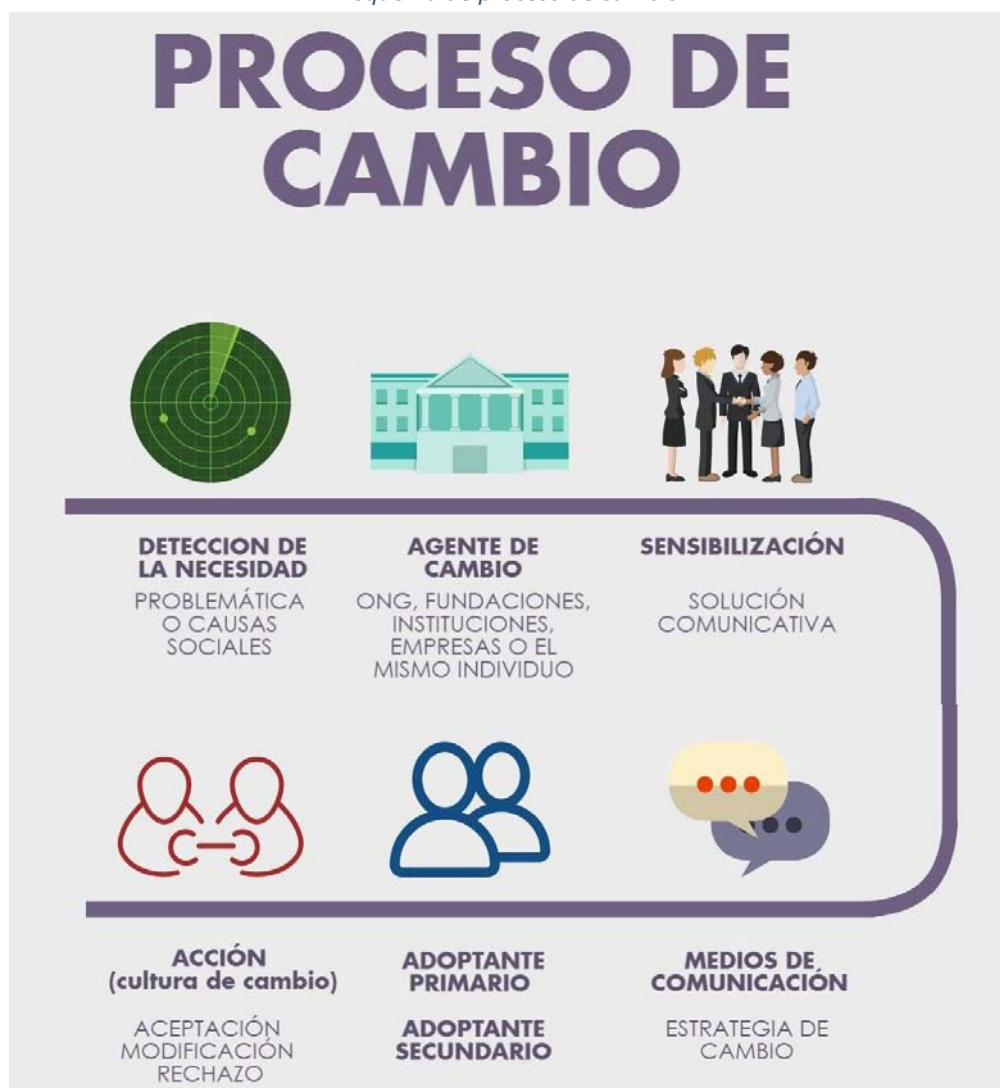 PROCESO DE
CAMBIO
DETECCION DE
LA NECESIDAD
PROBLEMÁTICA
O CAUSAS
SOCIALES
AGENTE DE
CAMBIO
ONG, FUNDACIONES,
INSTITUCIONES,
EMPRESAS O EL
MISMO INDIVIDUO
SENSIBILIZACIÓN
SOLUCIÓN
COMUNICATIVA
ACCIÓN
(cultura de cambio)
ACEPTACIÓN
MODIFICACIÓN
RECHAZO
ADOPTANTE
PRIMARIO
ADOPTANTE
SECUNDARIO
MEDIOS DE
COMUNICACIÓN
ESTRATEGIA DE
CAMBIO